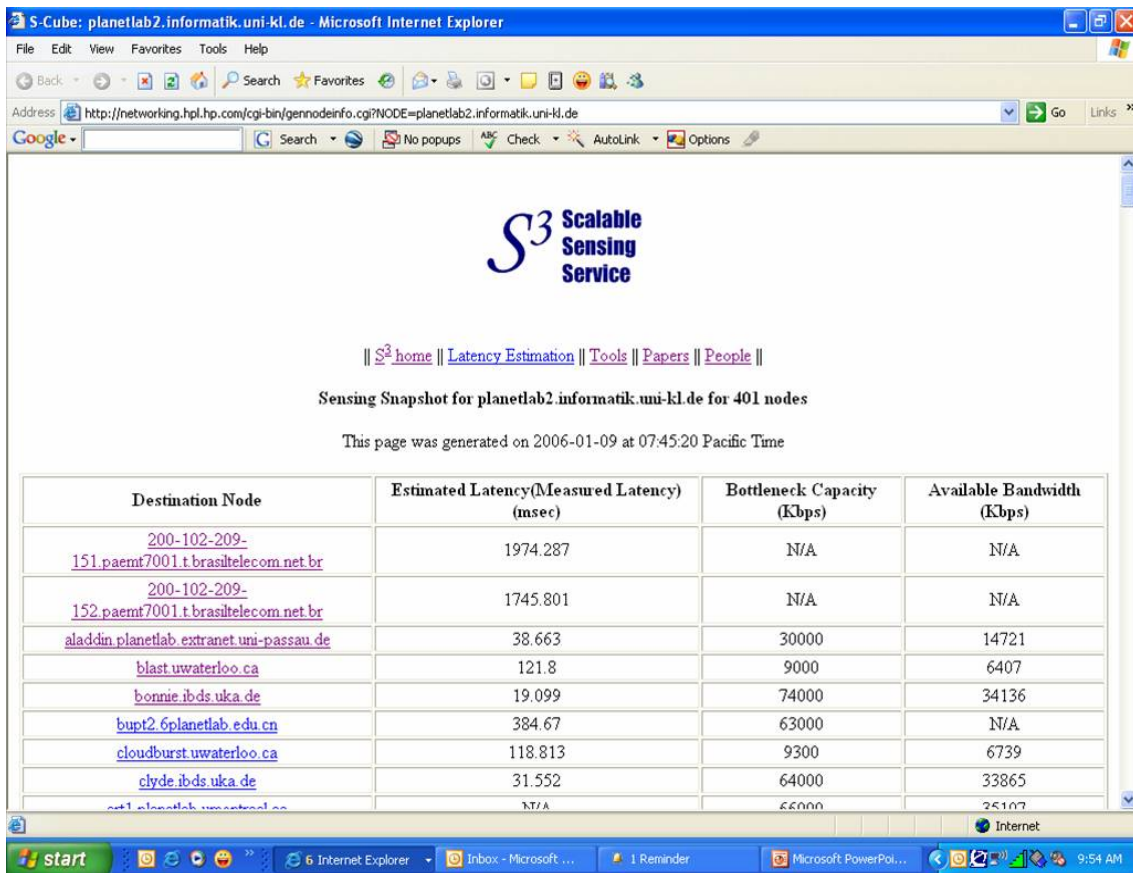 S-Cube: planetlab2.informatik.uni-kl.de - Microsoft Internet Explorer
File Edit View Favorites Tools Help
Back Search Favorites
Address http://networking.hpl.hp.com/cgi-bin/gennodeinfo.cgi?NODE=planetlab2.informatik.uni-kl.de Go Links »
Google Search No popups ABC Check AutoLink Options
S3 Scalable
Sensing
Service
|| S3 home || Latency Estimation || Tools || Papers || People ||
Sensing Snapshot for planetlab2.informatik.uni-kl.de for 401 nodes
This page was generated on 2006-01-09 at 07:45:20 Pacific Time
Destination Node Estimated Latency(Measured Latency) (msec) Bottleneck Capacity (Kbps) Available Bandwidth (Kbps)
200-102-209-
151.paemt7001.t.brasiltelecom.net.br 1974.287 N/A N/A
200-102-209-
152.paemt7001.t.brasiltelecom.net.br 1745.801 N/A N/A
aladdin.planetlab.extranet.uni-passau.de 38.663 30000 14721
blast.uwaterloo.ca 121.8 9000 6407
bonnie.ibds.uka.de 19.099 74000 34136
bupt2.6planetlab.edu.cn 384.67 63000 N/A
cloudburst.uwaterloo.ca 118.813 9300 6739
clyde.ibds.uka.de 31.552 64000 33865
N/A 66000 35107
Internet
start » 6 Internet Explorer Inbox - Microsoft ... 1 Reminder Microsoft PowerPoi... 9:54 AM